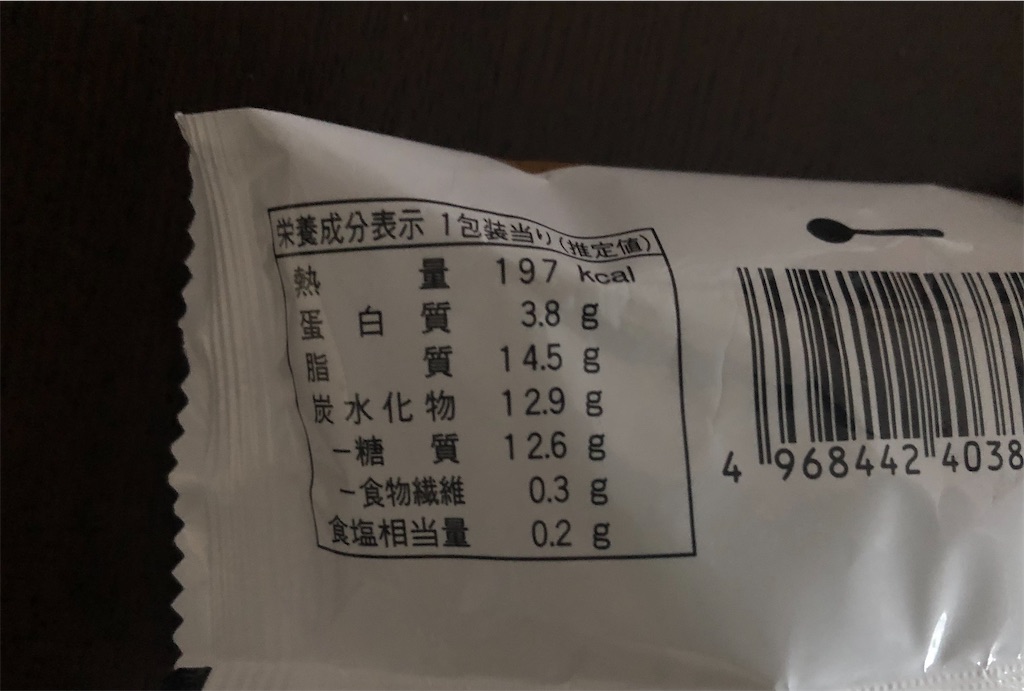 栄養成分表示 1包装当り(推定値)
熱量 197 kcal
蛋白質 3.8 g
脂質 14.5 g
炭水化物 12.9 g
-糖質 12.6 g
-食物繊維 0.3 g
食塩相当量 0.2 g
4 968442 4038